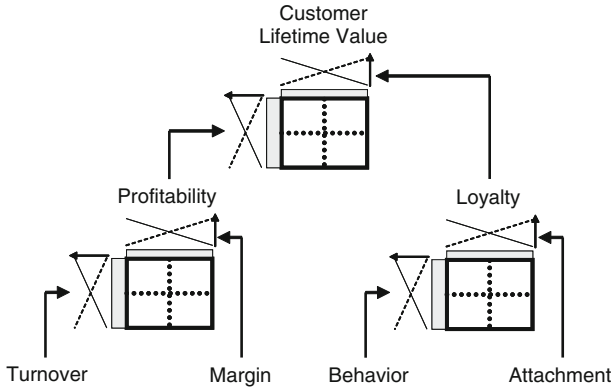 Customer
Lifetime Value
Profitability
Loyalty
Turnover
Margin
Behavior
Attachment